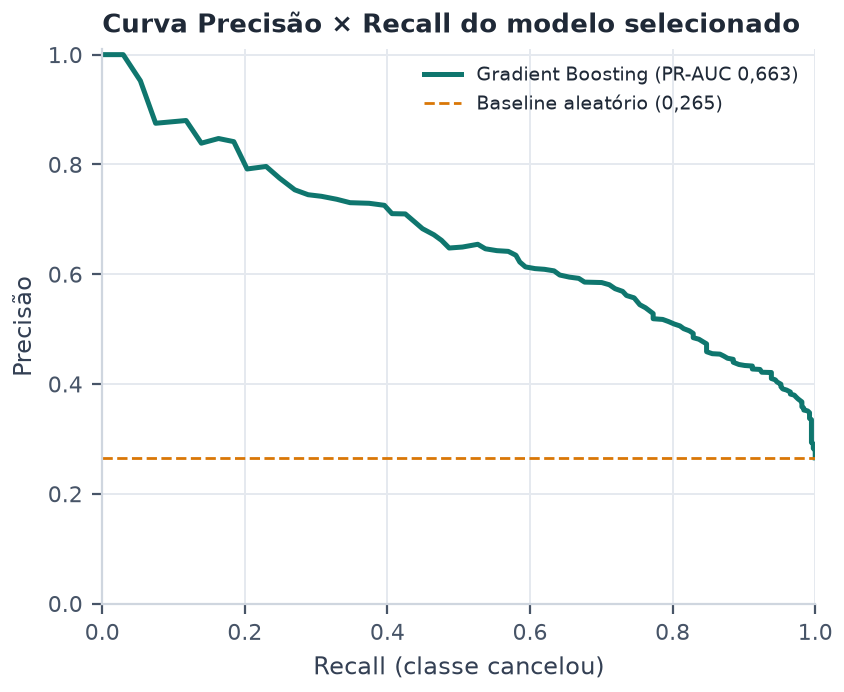 Curva Precisão × Recall do modelo selecionado
Gradient Boosting (PR-AUC 0,663)
Baseline aleatório (0,265)
Precisão
1.0
0.8
0.6
0.4
0.2
0.0
0.0 0.2 0.4 0.6 0.8 1.0
Recall (classe cancelou)